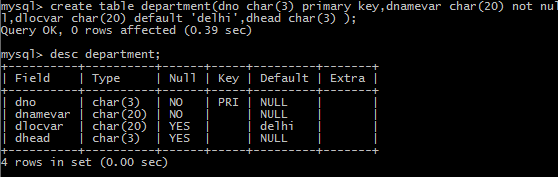 mysql> create table department(dno char(3) primary key,dnamevar char(20) not nul
l,dlocvar char(20) default 'delhi',dhead char(3) );
Query OK, 0 rows affected (0.39 sec)
mysql> desc department;
+----------+----------+------+-----+---------+-------+
| Field    | Type     | Null | Key | Default | Extra |
+----------+----------+------+-----+---------+-------+
| dno      | char(3)  | NO   | PRI | NULL    |       |
| dnamevar | char(20) | NO   |     | NULL    |       |
| dlocvar  | char(20) | YES  |     | delhi   |       |
| dhead    | char(3)  | YES  |     | NULL    |       |
+----------+----------+------+-----+---------+-------+
4 rows in set (0.00 sec)